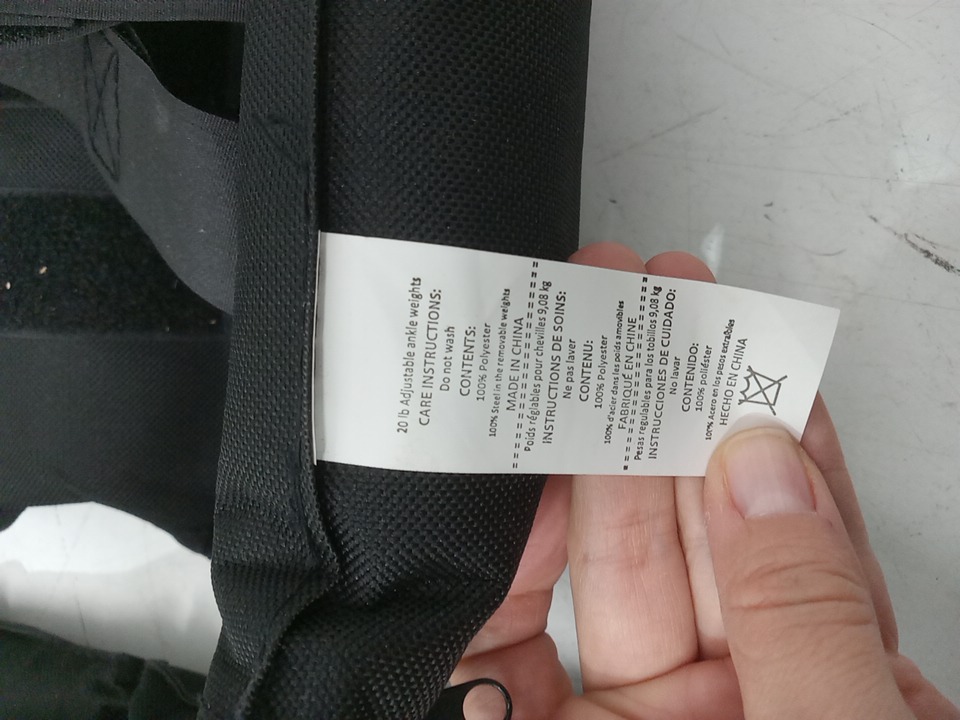 20 lb Adjustable ankle weights
CARE INSTRUCTIONS:
Do not wash
CONTENTS:
100% Polyester
100% Steel in the removable weights
MADE IN CHINA
Poids réglables pour chevilles 9,08 kg
INSTRUCTIONS DE SOINS:
Ne pas laver
CONTENU:
100% Polyester
100% d'acier dans les poids amovibles
FABRIQUÉ EN CHINE
Pesas regulables para los tobillos 9,08 kg
INSTRUCCIONES DE CUIDADO:
No lavar
CONTENIDO:
100% poliéster
100% Acero en los pesos extraíbles
HECHO EN CHINA